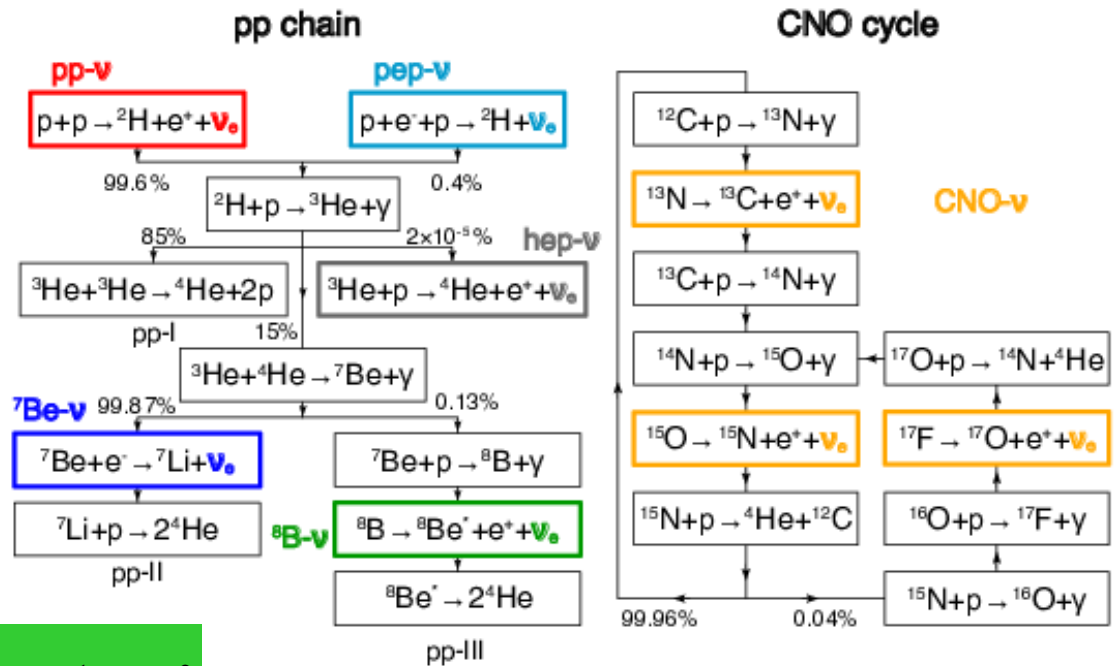 pp chain
pp-ν
pep-ν
p+p→²H+e⁺+νₑ
p+e⁻+p→²H+νₑ
99.6%
0.4%
²H+p→³He+γ
85%
2×10⁻⁵%
hep-ν
³He+³He→⁴He+2p
³He+p→⁴He+e⁺+νₑ
pp-I
15%
³He+⁴He→⁷Be+γ
⁷Be-ν
99.87%
0.13%
⁷Be+e⁻→⁷Li+νₑ
⁷Be+p→⁸B+γ
⁷Li+p→2⁴He
⁸B-ν
⁸B→⁸Be*+e⁺+νₑ
pp-II
⁸Be*→2⁴He
pp-III
CNO cycle
¹²C+p→¹³N+γ
¹³N→¹³C+e⁺+νₑ
CNO-ν
¹³C+p→¹⁴N+γ
¹⁴N+p→¹⁵O+γ
¹⁷O+p→¹⁴N+⁴He
¹⁵O→¹⁵N+e⁺+νₑ
¹⁷F→¹⁷O+e⁺+νₑ
¹⁵N+p→⁴He+¹²C
¹⁶O+p→¹⁷F+γ
¹⁵N+p→¹⁶O+γ
99.96%
0.04%